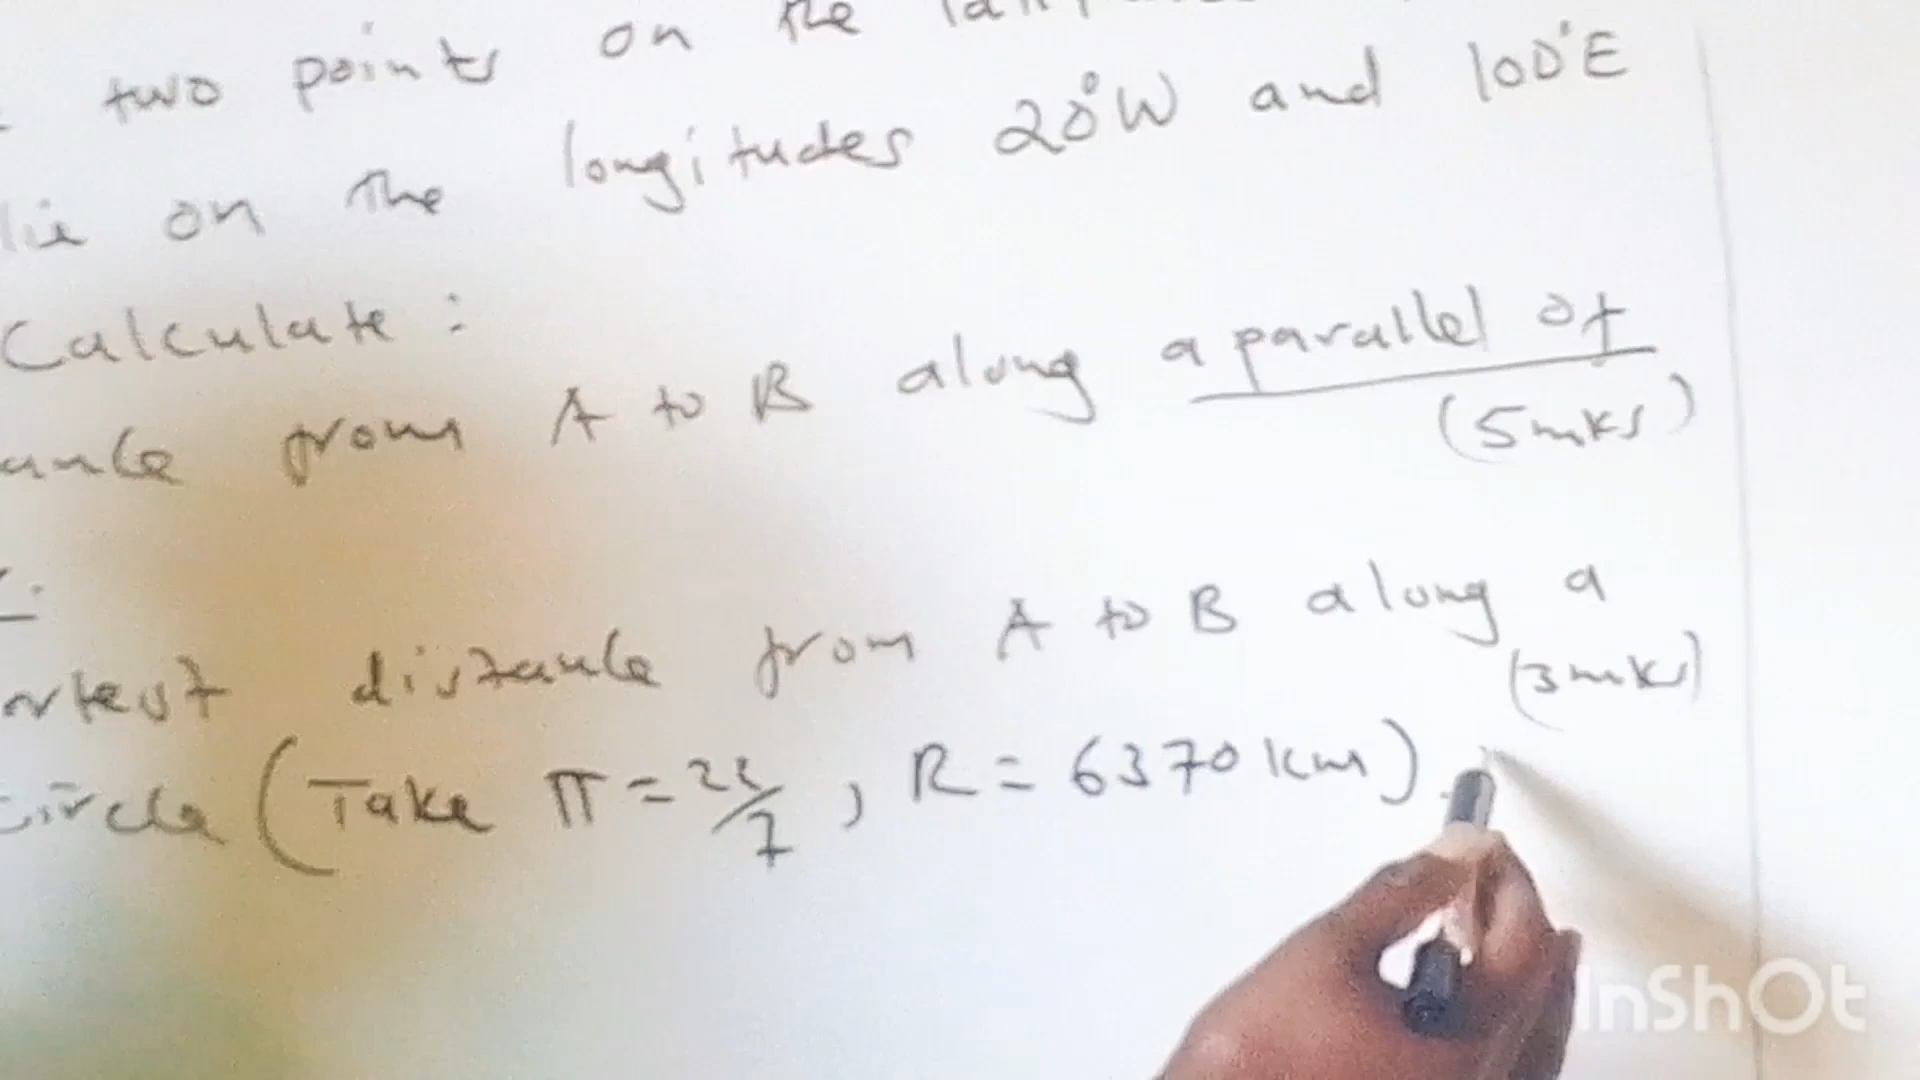 two points on the
lie on the longitudes 20°W and 100°E
Calculate :
from A to B along a parallel of
(5mks)
distance from A to B along a
(3mks)
circle (Take π = 22/7, R = 6370 km).
InShOt